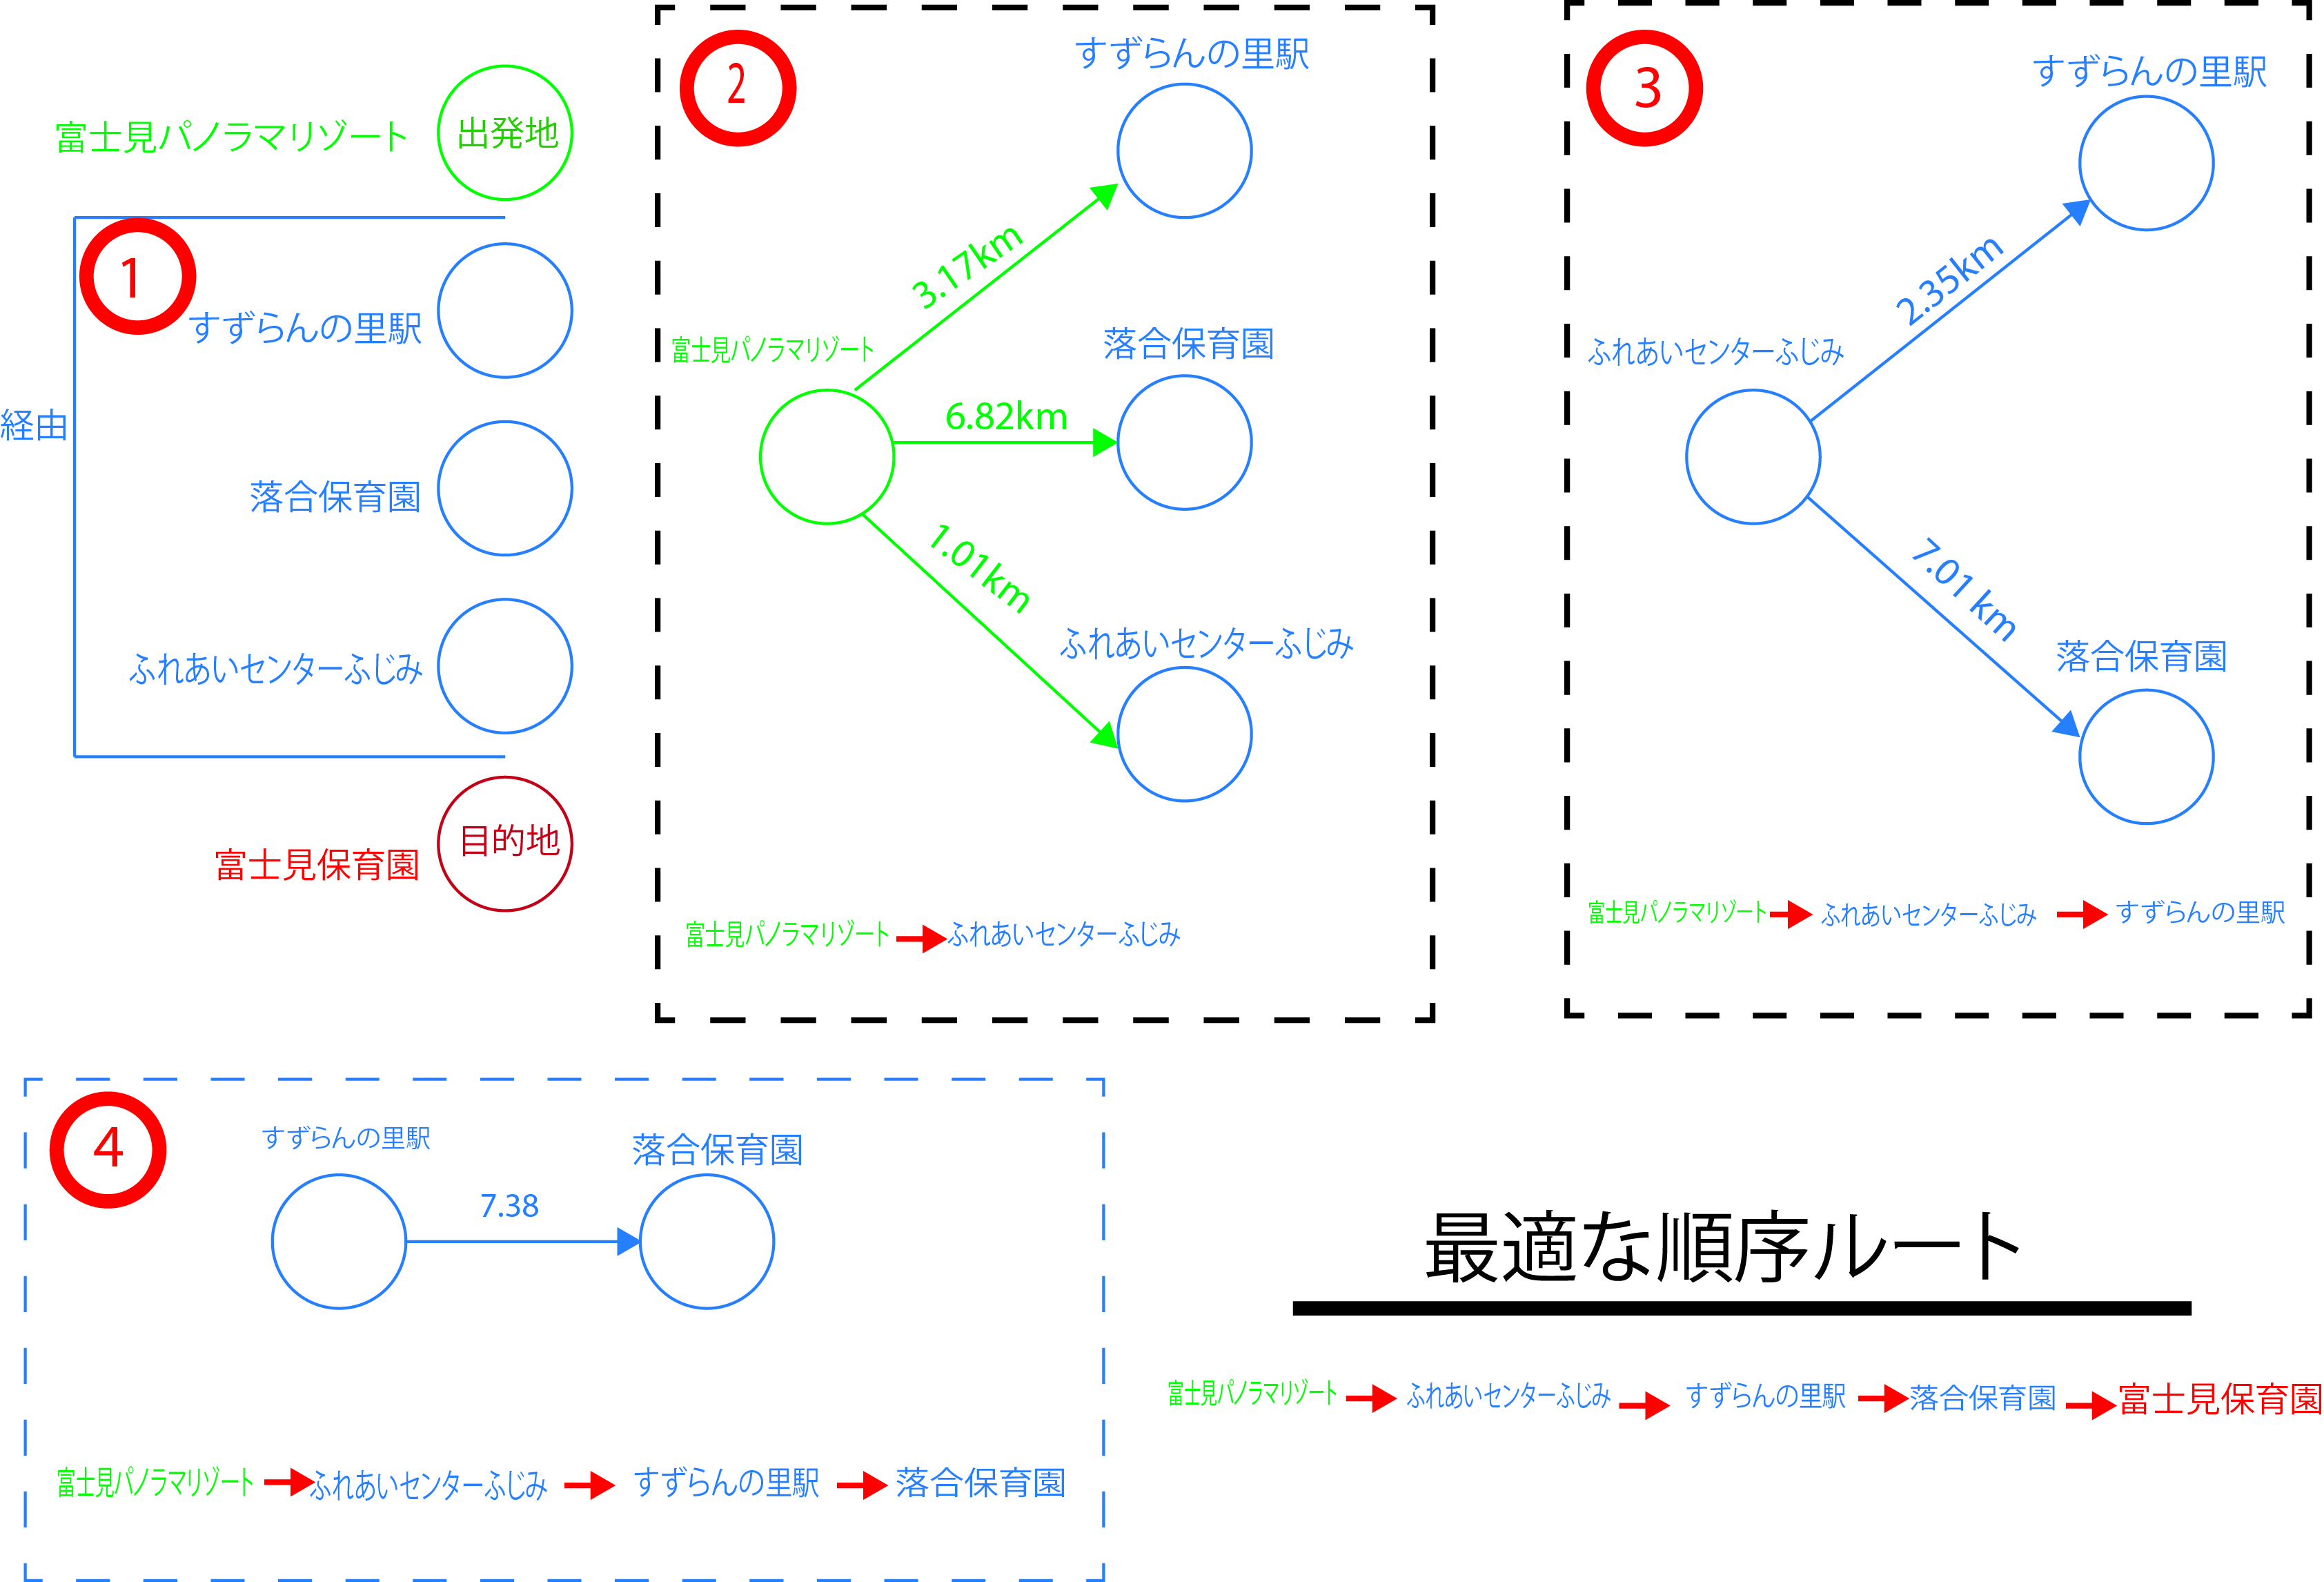 富士見パノラマリゾート
出発地
経由
1
すずらんの里駅
落合保育園
ふれあいセンターふじみ
富士見保育園
目的地
2
すずらんの里駅
3.17km
富士見パノラマリゾート
落合保育園
6.82km
1.01km
ふれあいセンターふじみ
富士見パノラマリゾート ふれあいセンターふじみ
3
すずらんの里駅
2.35km
ふれあいセンターふじみ
7.01 km
落合保育園
富士見パノラマリゾート ふれあいセンターふじみ すずらんの里駅
4
すずらんの里駅
落合保育園
7.38
富士見パノラマリゾート ふれあいセンターふじみ すずらんの里駅 落合保育園
最適な順序ルート
富士見パノラマリゾート ふれあいセンターふじみ すずらんの里駅 落合保育園 富士見保育園